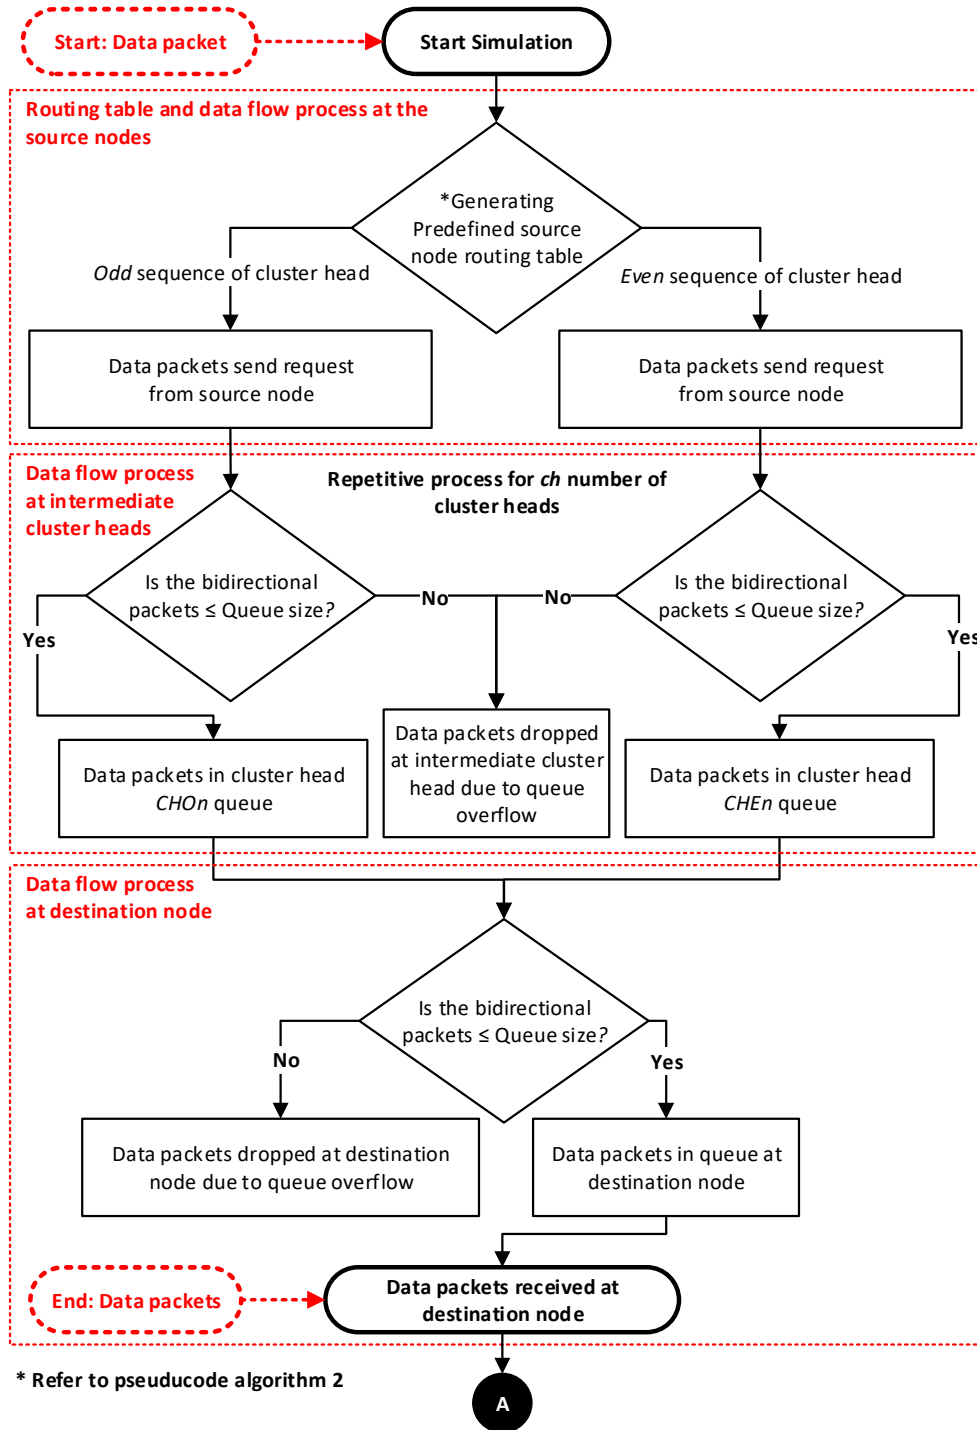 Start: Data packet
Start Simulation
Routing table and data flow process at the
source nodes
*Generating
Predefined source
node routing table
Odd sequence of cluster head
Even sequence of cluster head
Data packets send request
from source node
Data packets send request
from source node
Data flow process
at intermediate
cluster heads
Repetitive process for ch number of
cluster heads
Is the bidirectional
packets ≤ Queue size?
Is the bidirectional
packets ≤ Queue size?
No
No
Yes
Yes
Data packets in cluster head
CHOn queue
Data packets dropped
at intermediate cluster
head due to queue
overflow
Data packets in cluster head
CHEn queue
Data flow process
at destination node
Is the bidirectional
packets ≤ Queue size?
No
Yes
Data packets dropped at destination
node due to queue overflow
Data packets in queue at
destination node
End: Data packets
Data packets received at
destination node
* Refer to pseuducode algorithm 2
A